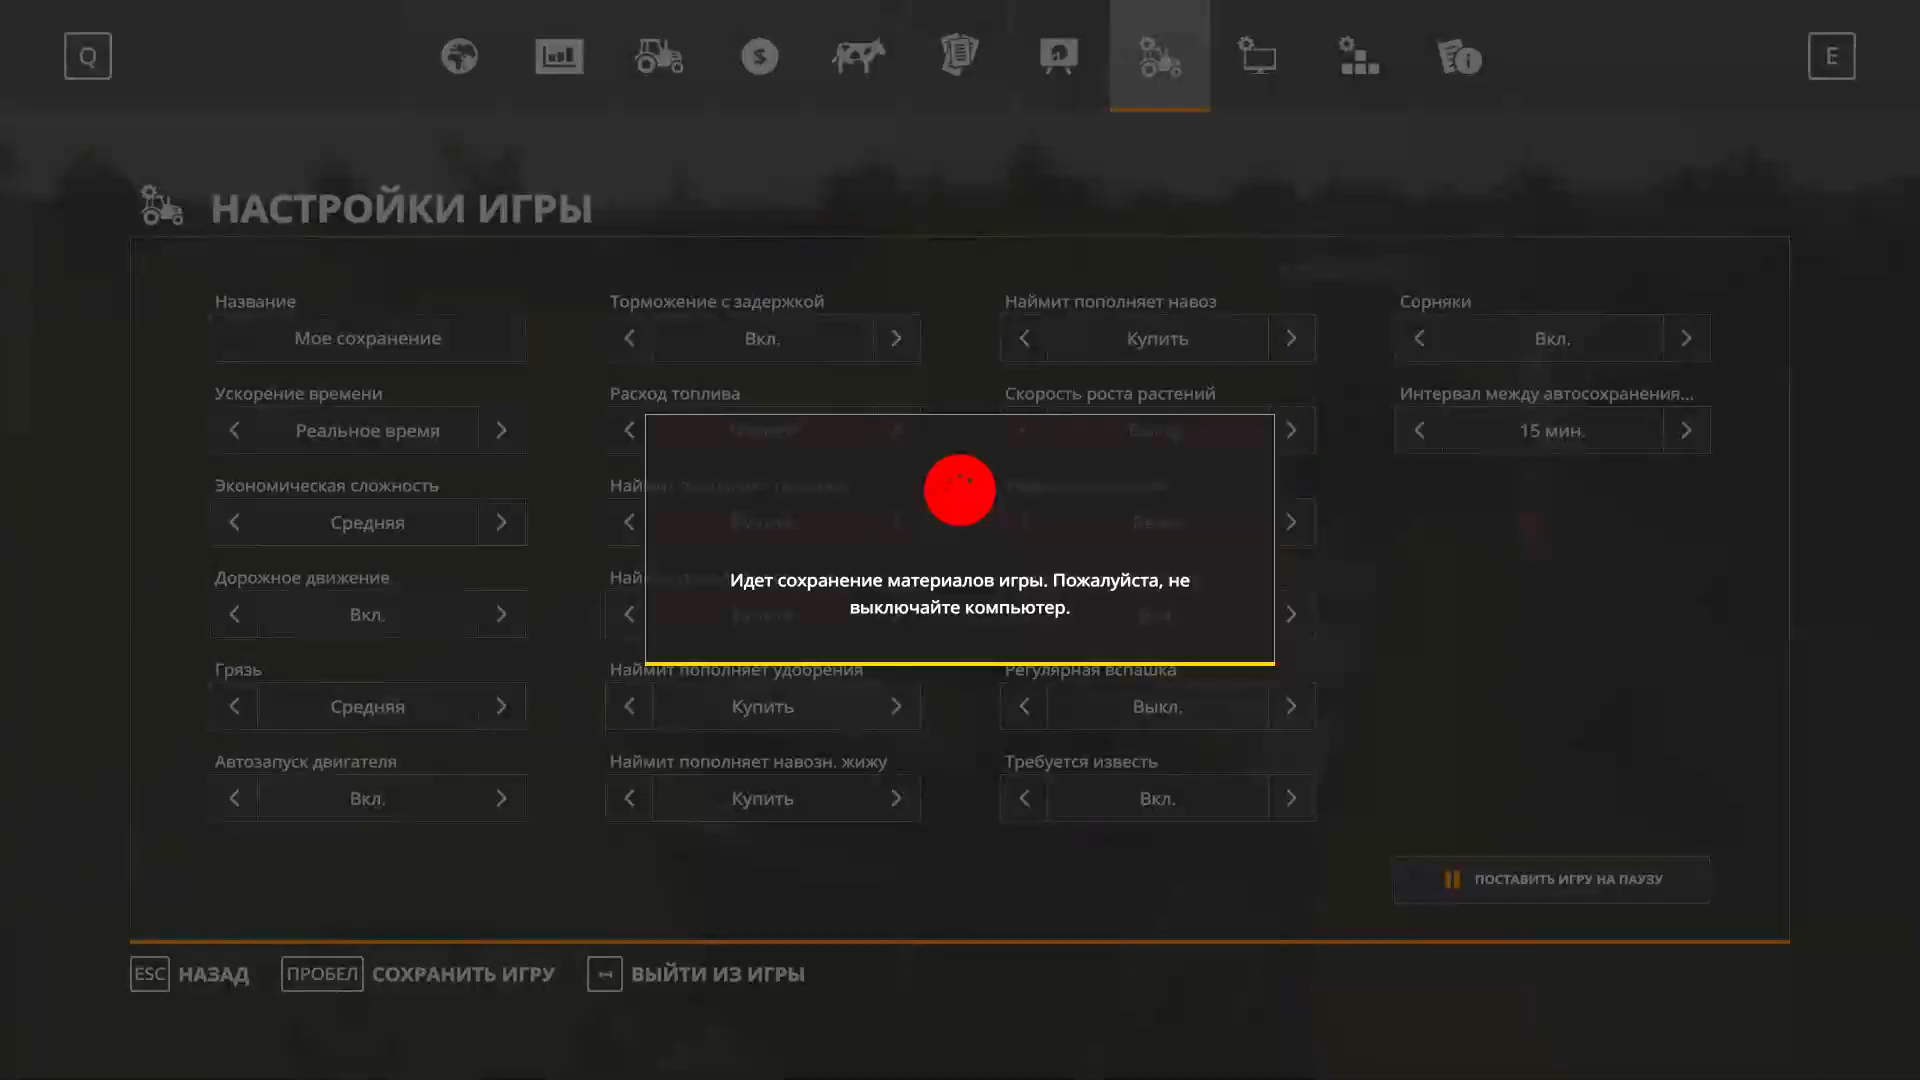 Q
E
НАСТРОЙКИ ИГРЫ
Название
Мое сохранение
Ускорение времени
Реальное время
Экономическая сложность
Средняя
Дорожное движение
Вкл.
Грязь
Средняя
Автозапуск двигателя
Вкл.
Торможение с задержкой
Вкл.
Расход топлива
Наймит пополняет удобрения
Купить
Наймит пополняет навозн. жижу
Купить
Наймит пополняет навоз
Купить
Скорость роста растений
Регулярная вспашка
Выкл.
Требуется известь
Вкл.
Сорняки
Вкл.
Интервал между автосохранения...
15 мин.
Идет сохранение материалов игры. Пожалуйста, не
выключайте компьютер.
ПОСТАВИТЬ ИГРУ НА ПАУЗУ
ESC НАЗАД ПРОБЕЛ СОХРАНИТЬ ИГРУ ВЫЙТИ ИЗ ИГРЫ